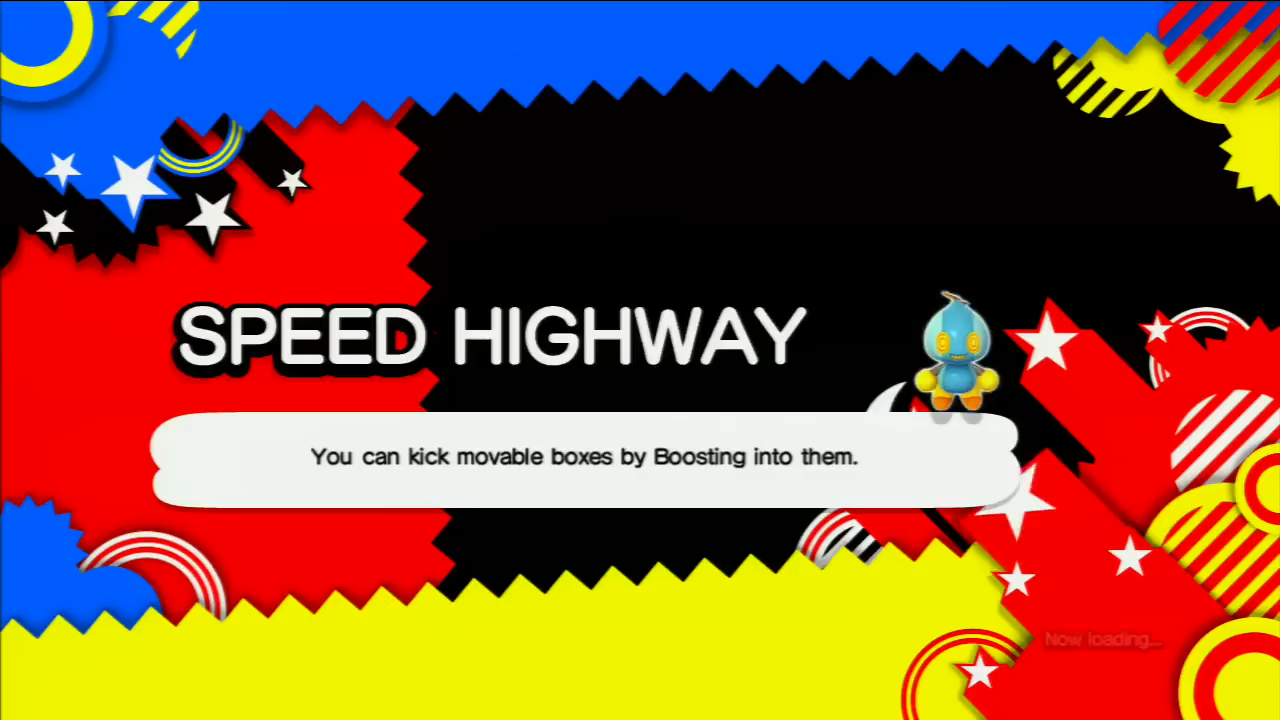 SPEED HIGHWAY
You can kick movable boxes by Boosting into them.
Now loading...